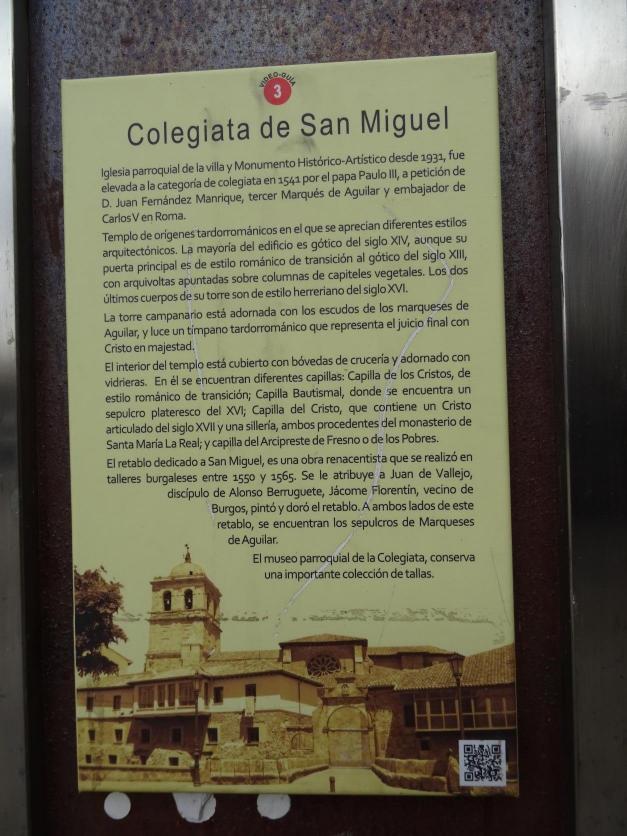 VIDEO-GUÍA
3
Colegiata de San Miguel
Iglesia parroquial de la villa y Monumento Histórico-Artístico desde 1931, fue
elevada a la categoría de colegiata en 1541 por el papa Paulo III, a petición de
D. Juan Fernández Manrique, tercer Marqués de Aguilar y embajador de
Carlos V en Roma.
Templo de orígenes tardorrománicos en el que se aprecian diferentes estilos
arquitectónicos. La mayoría del edificio es gótico del siglo XIV, aunque su
puerta principal es de estilo románico de transición al gótico del siglo XIII,
con arquivoltas apuntadas sobre columnas de capiteles vegetales. Los dos
últimos cuerpos de su torre son de estilo herreriano del siglo XVI.
La torre campanario está adornada con los escudos de los marqueses de
Aguilar, y luce un tímpano tardorrománico que representa el juicio final con
Cristo en majestad.
El interior del templo está cubierto con bóvedas de crucería y adornado con
vidrieras. En él se encuentran diferentes capillas: Capilla de los Cristos, de
estilo románico de transición; Capilla Bautismal, donde se encuentra un
sepulcro plateresco del XVI; Capilla del Cristo, que contiene un Cristo
articulado del siglo XVII y una sillería, ambos procedentes del monasterio de
Santa María La Real; y capilla del Arcipreste de Fresno o de los Pobres.
El retablo dedicado a San Miguel, es una obra renacentista que se realizó en
talleres burgaleses entre 1550 y 1565. Se le atribuye a Juan de Vallejo,
discípulo de Alonso Berruguete, Jácome Florentín, vecino de
Burgos, pintó y doró el retablo. A ambos lados de este
retablo, se encuentran los sepulcros de Marqueses
de Aguilar.
El museo parroquial de la Colegiata, conserva
una importante colección de tallas.